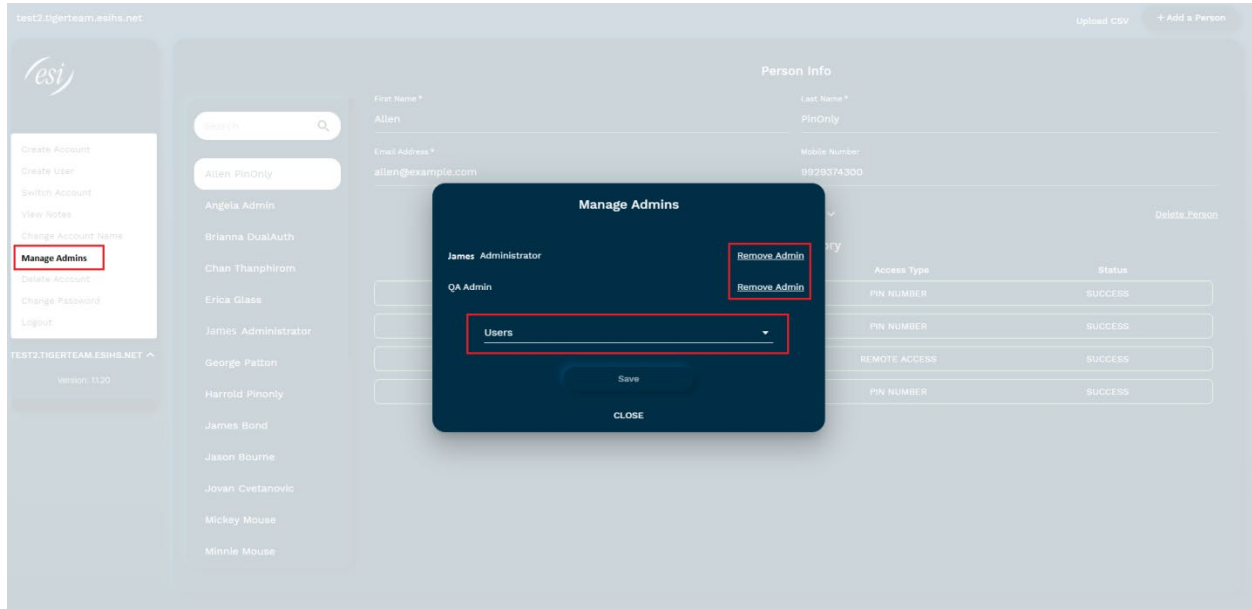 test2.tigerteam.esihs.net
Upload CSV
+ Add a Person
esi
Create Account
Create User
Switch Account
View Notes
Change Account Name
Manage Admins
Delete Account
Change Password
Logout
TEST2.TIGERTEAM.ESIHS.NET
Version: 1.1.20
Search
Allen PinOnly
Angela Admin
Brianna DualAuth
Chan Thanphirom
Erica Glass
James Administrator
George Patton
Harrold Pinonly
James Bond
Jason Bourne
Jovan Cvetanovic
Mickey Mouse
Minnie Mouse
Person Info
First Name *
Allen
Last Name *
PinOnly
Email Address *
allen@example.com
Mobile Number
9929374300
Delete Person
ory
Access Type
Status
PIN NUMBER
SUCCESS
PIN NUMBER
SUCCESS
REMOTE ACCESS
SUCCESS
PIN NUMBER
SUCCESS
Manage Admins
James Administrator
Remove Admin
QA Admin
Remove Admin
Users
Save
CLOSE